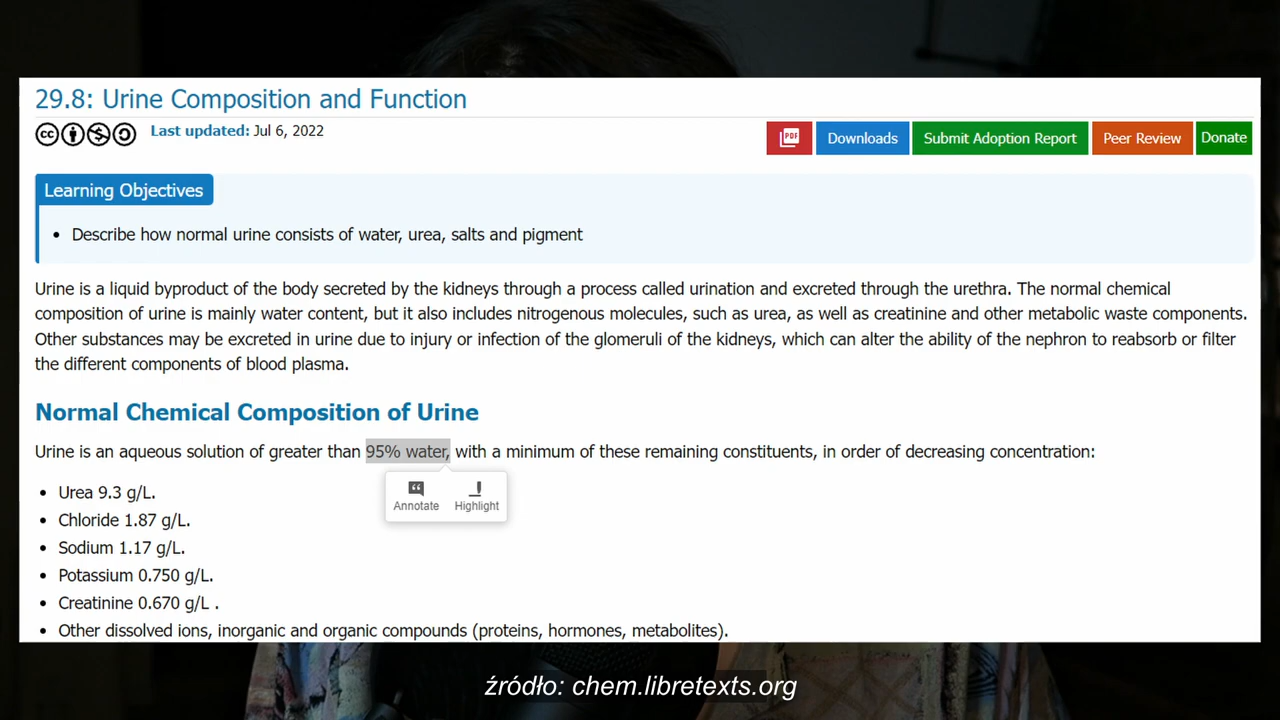 29.8: Urine Composition and Function
Last updated: Jul 6, 2022
PDF
Downloads
Submit Adoption Report
Peer Review
Donate
Learning Objectives
• Describe how normal urine consists of water, urea, salts and pigment
Urine is a liquid byproduct of the body secreted by the kidneys through a process called urination and excreted through the urethra. The normal chemical
composition of urine is mainly water content, but it also includes nitrogenous molecules, such as urea, as well as creatinine and other metabolic waste components.
Other substances may be excreted in urine due to injury or infection of the glomeruli of the kidneys, which can alter the ability of the nephron to reabsorb or filter
the different components of blood plasma.
Normal Chemical Composition of Urine
Urine is an aqueous solution of greater than 95% water, with a minimum of these remaining constituents, in order of decreasing concentration:
Annotate
Highlight
• Urea 9.3 g/L.
• Chloride 1.87 g/L.
• Sodium 1.17 g/L.
• Potassium 0.750 g/L.
• Creatinine 0.670 g/L .
• Other dissolved ions, inorganic and organic compounds (proteins, hormones, metabolites).
źródło: chem.libretexts.org